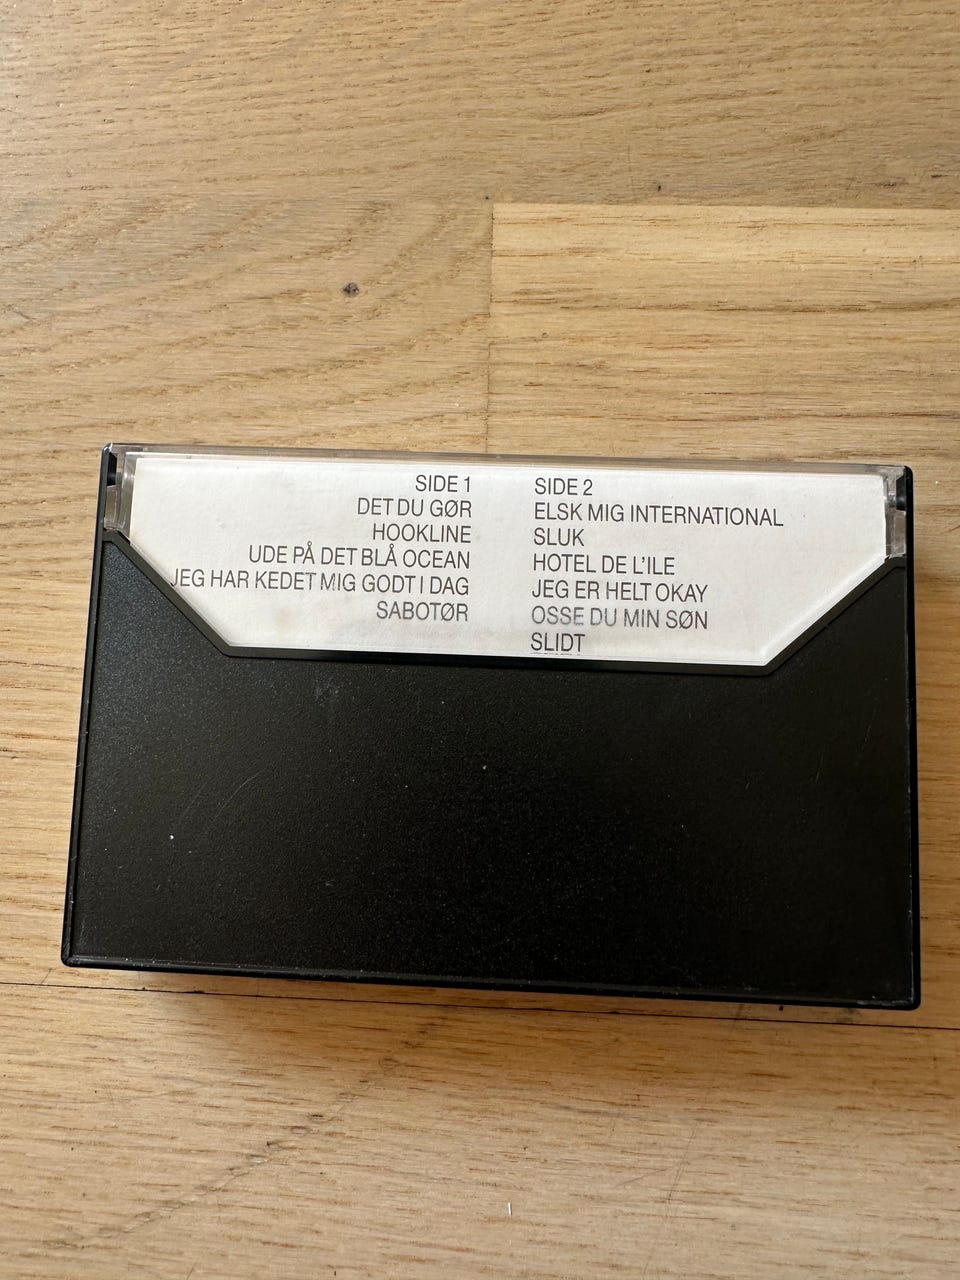 SIDE 1
DET DU GØR
HOOKLINE
UDE PÅ DET BLÅ OCEAN
JEG HAR KEDET MIG GODT I DAG
SABOTØR
SIDE 2
ELSK MIG INTERNATIONAL
SLUK
HOTEL DE L'ILE
JEG ER HELT OKAY
OSSE DU MIN SØN
SLIDT